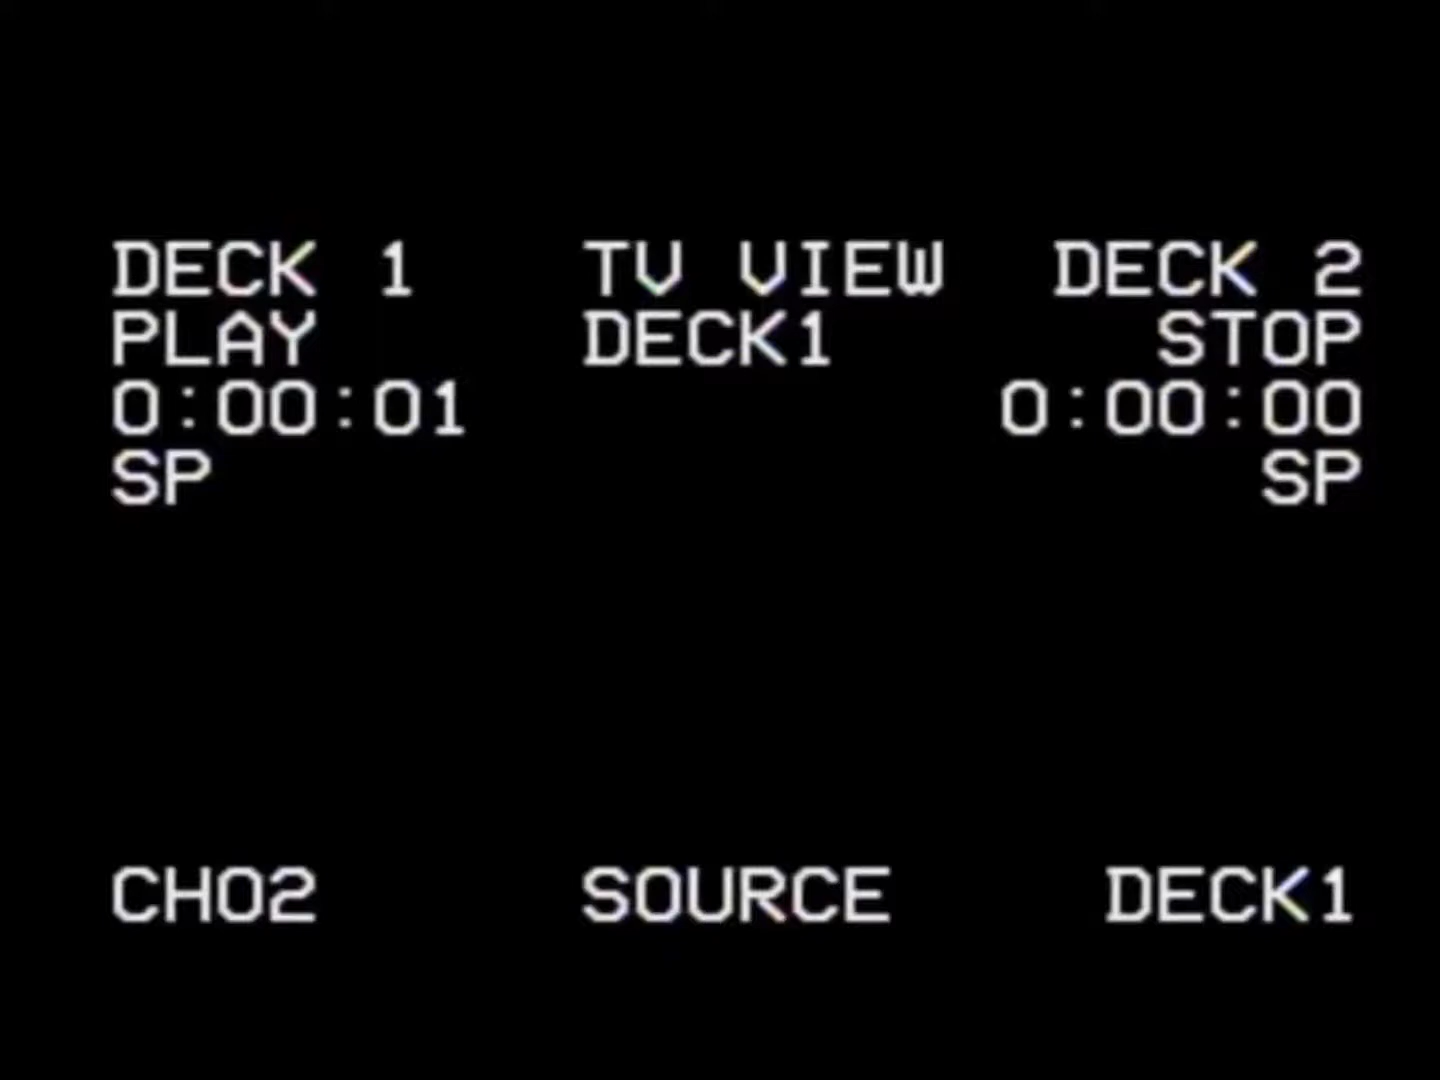 DECK 1 TV VIEW DECK 2
PLAY DECK1 STOP
0:00:01 0:00:00
SP SP
CH02 SOURCE DECK1